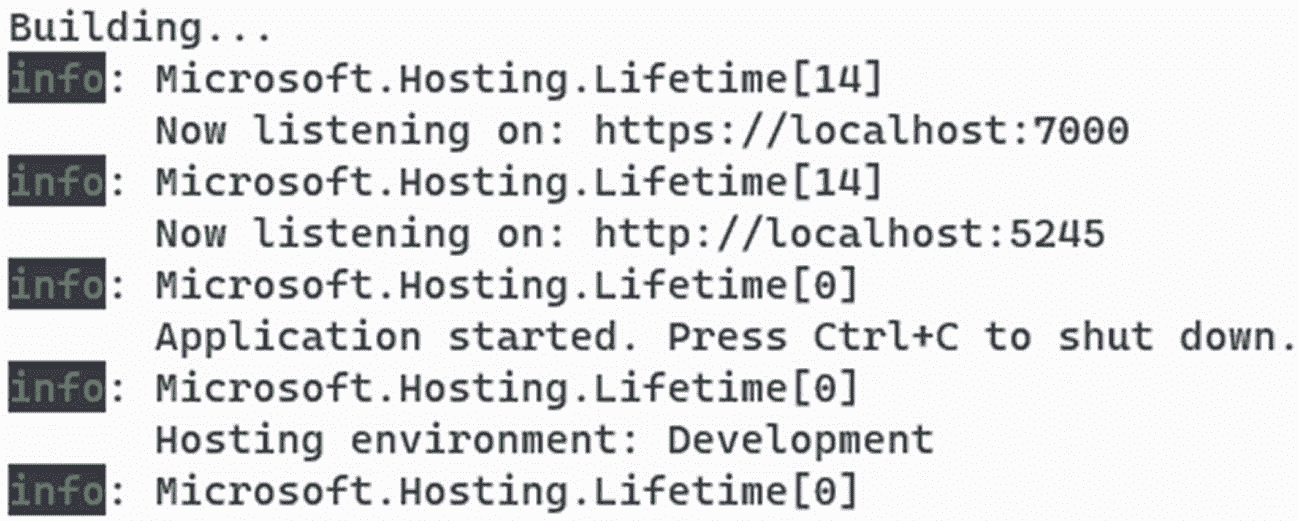 Building...
info: Microsoft.Hosting.Lifetime[14]
Now listening on: https://localhost:7000
info: Microsoft.Hosting.Lifetime[14]
Now listening on: http://localhost:5245
info: Microsoft.Hosting.Lifetime[0]
Application started. Press Ctrl+C to shut down.
info: Microsoft.Hosting.Lifetime[0]
Hosting environment: Development
info: Microsoft.Hosting.Lifetime[0]